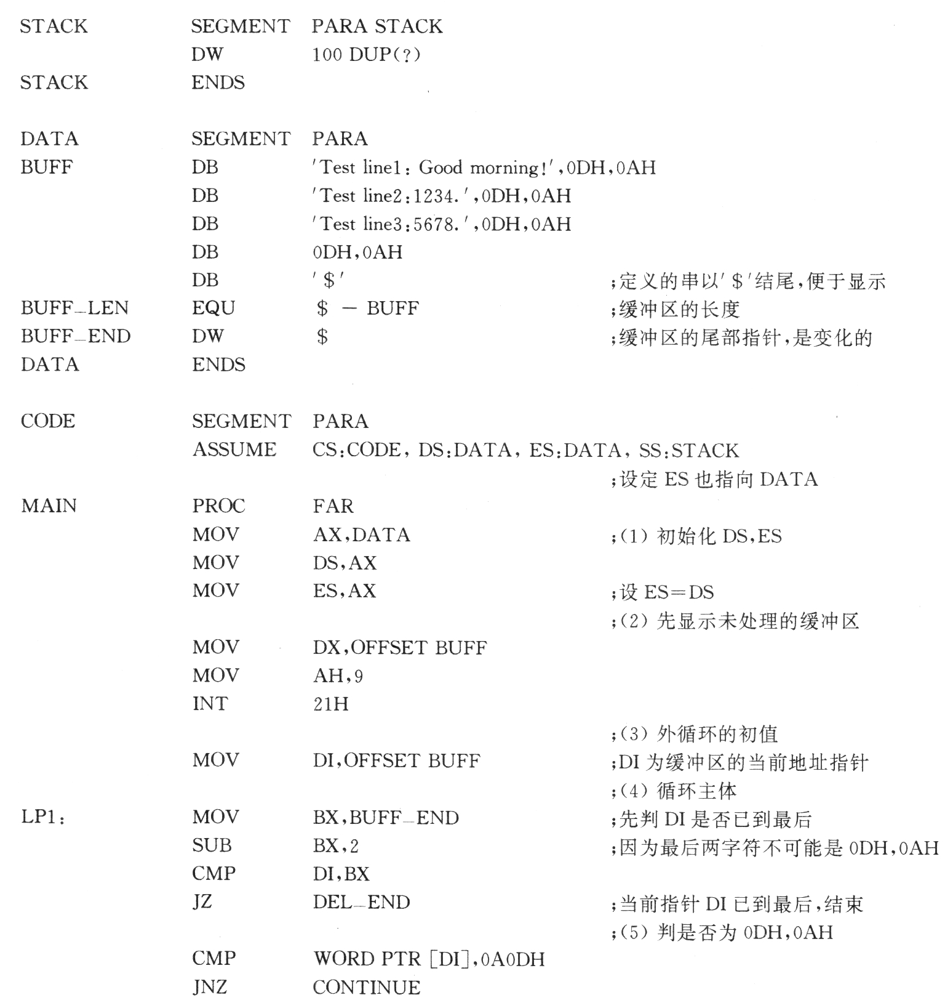 STACK SEGMENT PARA STACK
DW 100 DUP(?)
STACK ENDS
DATA SEGMENT PARA
BUFF DB 'Test line1: Good morning!',0DH,0AH
DB 'Test line2:1234.',0DH,0AH
DB 'Test line3:5678.',0DH,0AH
DB 0DH,0AH
DB '$' ;定义的串以'$'结尾,便于显示
BUFF_LEN EQU $ － BUFF ;缓冲区的长度
BUFF_END DW $ ;缓冲区的尾部指针,是变化的
DATA ENDS
CODE SEGMENT PARA
ASSUME CS:CODE, DS:DATA, ES:DATA, SS:STACK
;设定 ES 也指向 DATA
MAIN PROC FAR
MOV AX,DATA ;(1) 初始化 DS,ES
MOV DS,AX
MOV ES,AX ;设 ES=DS
;(2) 先显示未处理的缓冲区
MOV DX,OFFSET BUFF
MOV AH,9
INT 21H
;(3) 外循环的初值
MOV DI,OFFSET BUFF ;DI 为缓冲区的当前地址指针
;(4) 循环主体
LP1: MOV BX,BUFF_END ;先判 DI 是否已到最后
SUB BX,2 ;因为最后两字符不可能是 0DH,0AH
CMP DI,BX
JZ DEL_END ;当前指针 DI 已到最后,结束
;(5) 判是否为 0DH,0AH
CMP WORD PTR [DI],0A0DH
JNZ CONTINUE